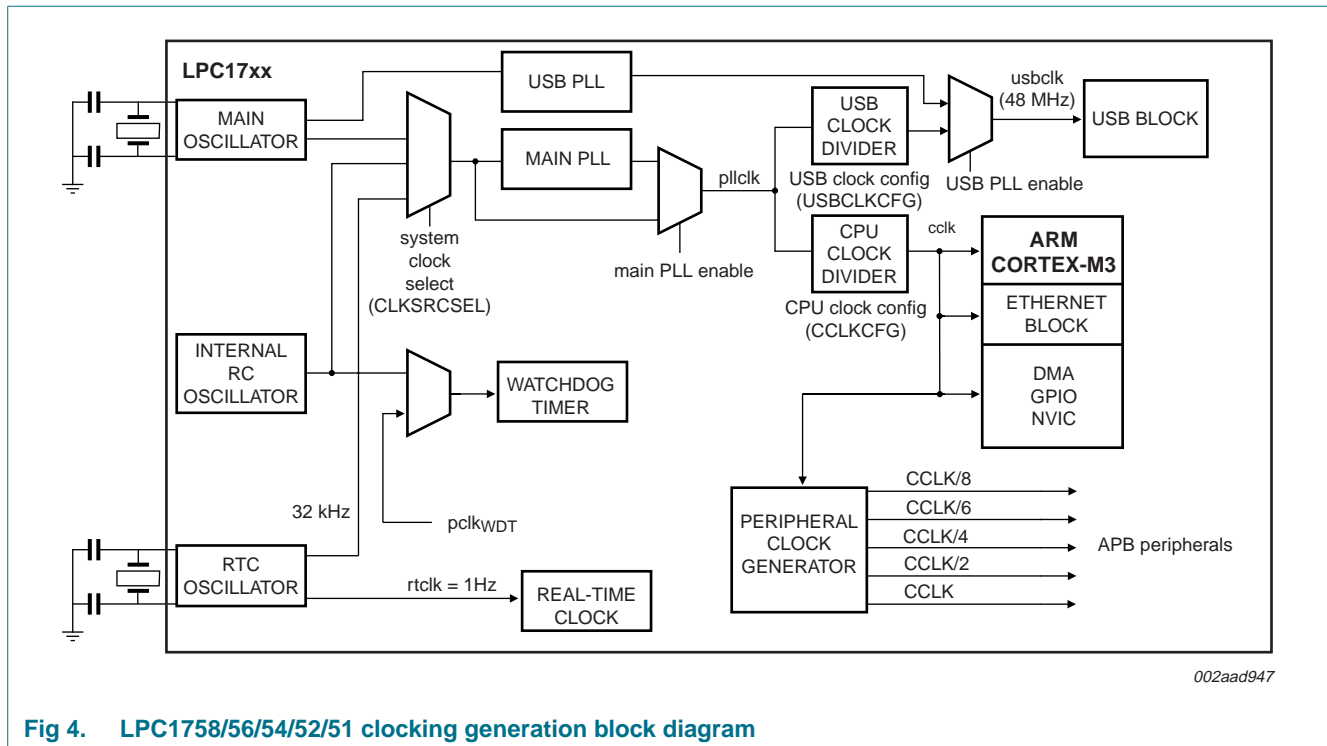 LPC17xx
MAIN
OSCILLATOR
USB PLL
MAIN PLL
system
clock
select
(CLKSRCSEL)
main PLL enable
pllclk
USB
CLOCK
DIVIDER
USB clock config
(USBCLKCFG)
USB PLL enable
usbclk
(48 MHz)
USB BLOCK
CPU
CLOCK
DIVIDER
CPU clock config
(CCLKCFG)
cclk
ARM
CORTEX-M3
ETHERNET
BLOCK
DMA
GPIO
NVIC
INTERNAL
RC
OSCILLATOR
WATCHDOG
TIMER
pclkWDT
32 kHz
RTC
OSCILLATOR
rtclk = 1Hz
REAL-TIME
CLOCK
PERIPHERAL
CLOCK
GENERATOR
CCLK/8
CCLK/6
CCLK/4
CCLK/2
CCLK
APB peripherals
002aad947
Fig 4. LPC1758/56/54/52/51 clocking generation block diagram